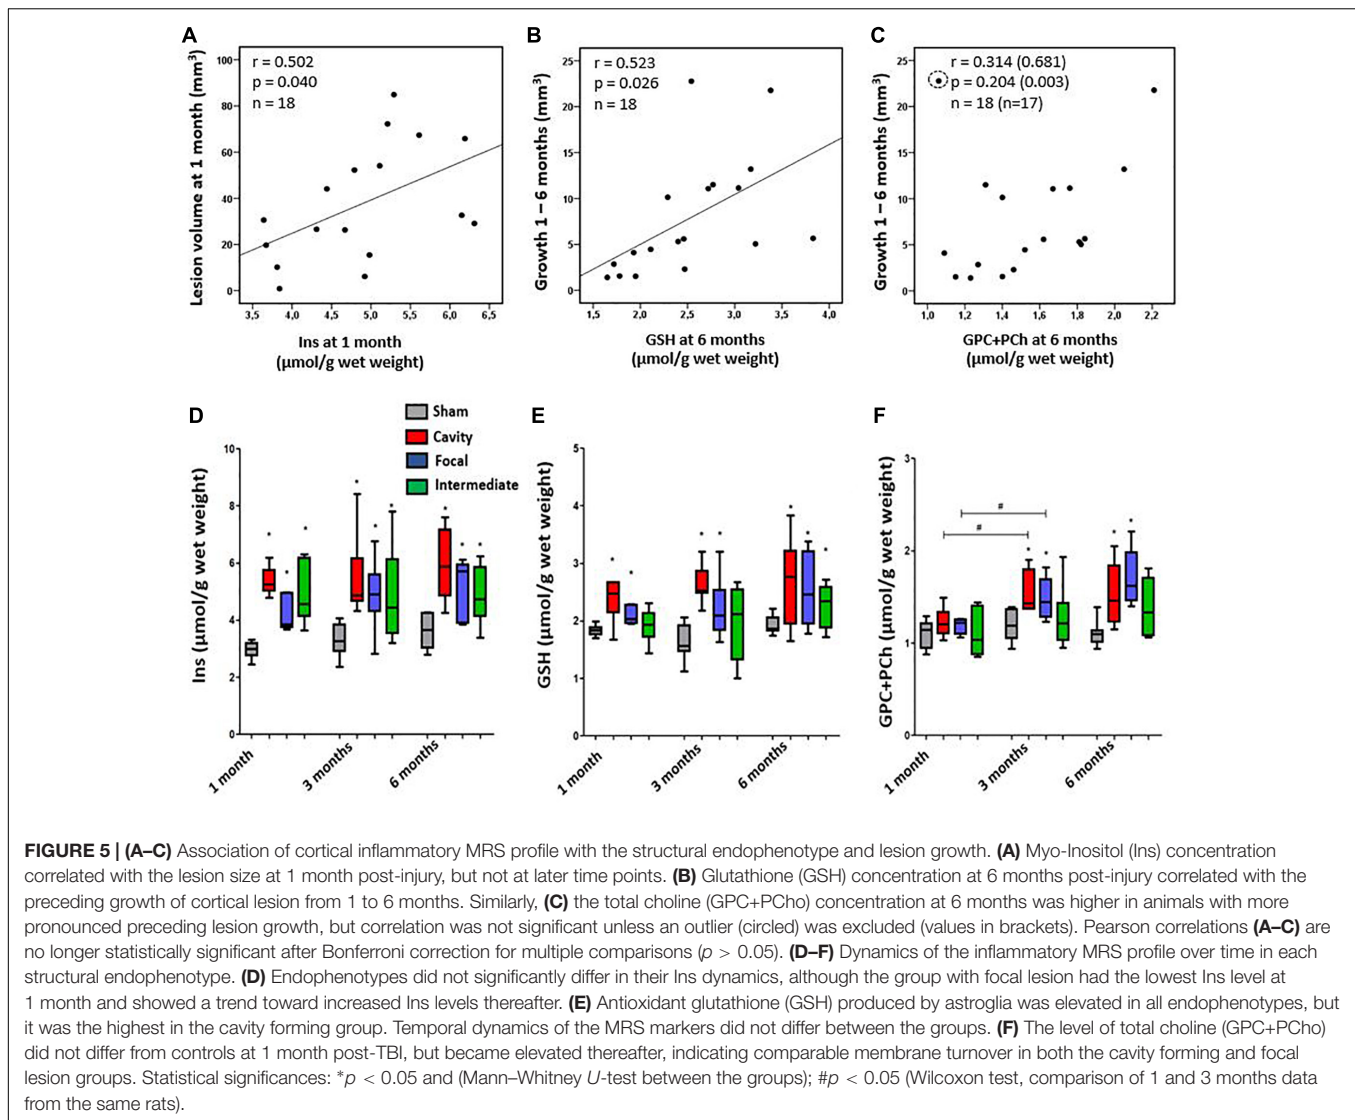 A
r = 0.502
p = 0.040
n = 18
100
80
60
40
20
0
3,5 4,0 4,5 5,0 5,5 6,0 6,5
Lesion volume at 1 month (mm³)
Ins at 1 month
(µmol/g wet weight)
B
r = 0.523
p = 0.026
n = 18
25
20
15
10
5
0
1,5 2,0 2,5 3,0 3,5 4,0
Growth 1 – 6 months (mm³)
GSH at 6 months
(µmol/g wet weight)
C
r = 0.314 (0.681)
p = 0.204 (0.003)
n = 18 (n=17)
25
20
15
10
5
0
1,0 1,2 1,4 1,6 1,8 2,0 2,2
Growth 1 – 6 months (mm³)
GPC+PCh at 6 months
(µmol/g wet weight)
D
Sham
Cavity
Focal
Intermediate
10
8
6
4
2
0
Ins (µmol/g wet weight)
* * * * * * * * *
1 month 3 months 6 months
E
5
4
3
2
1
0
GSH (µmol/g wet weight)
* * * * * * *
1 month 3 months 6 months
F
3
2
1
0
GPC+PCh (µmol/g wet weight)
#
#
* * * *
1 month 3 months 6 months
FIGURE 5 | (A–C) Association of cortical inflammatory MRS profile with the structural endophenotype and lesion growth. (A) Myo-Inositol (Ins) concentration
correlated with the lesion size at 1 month post-injury, but not at later time points. (B) Glutathione (GSH) concentration at 6 months post-injury correlated with the
preceding growth of cortical lesion from 1 to 6 months. Similarly, (C) the total choline (GPC+PCho) concentration at 6 months was higher in animals with more
pronounced preceding lesion growth, but correlation was not significant unless an outlier (circled) was excluded (values in brackets). Pearson correlations (A–C) are
no longer statistically significant after Bonferroni correction for multiple comparisons (p > 0.05). (D–F) Dynamics of the inflammatory MRS profile over time in each
structural endophenotype. (D) Endophenotypes did not significantly differ in their Ins dynamics, although the group with focal lesion had the lowest Ins level at
1 month and showed a trend toward increased Ins levels thereafter. (E) Antioxidant glutathione (GSH) produced by astroglia was elevated in all endophenotypes, but
it was the highest in the cavity forming group. Temporal dynamics of the MRS markers did not differ between the groups. (F) The level of total choline (GPC+PCho)
did not differ from controls at 1 month post-TBI, but became elevated thereafter, indicating comparable membrane turnover in both the cavity forming and focal
lesion groups. Statistical significances: *p < 0.05 and (Mann–Whitney U-test between the groups); #p < 0.05 (Wilcoxon test, comparison of 1 and 3 months data
from the same rats).